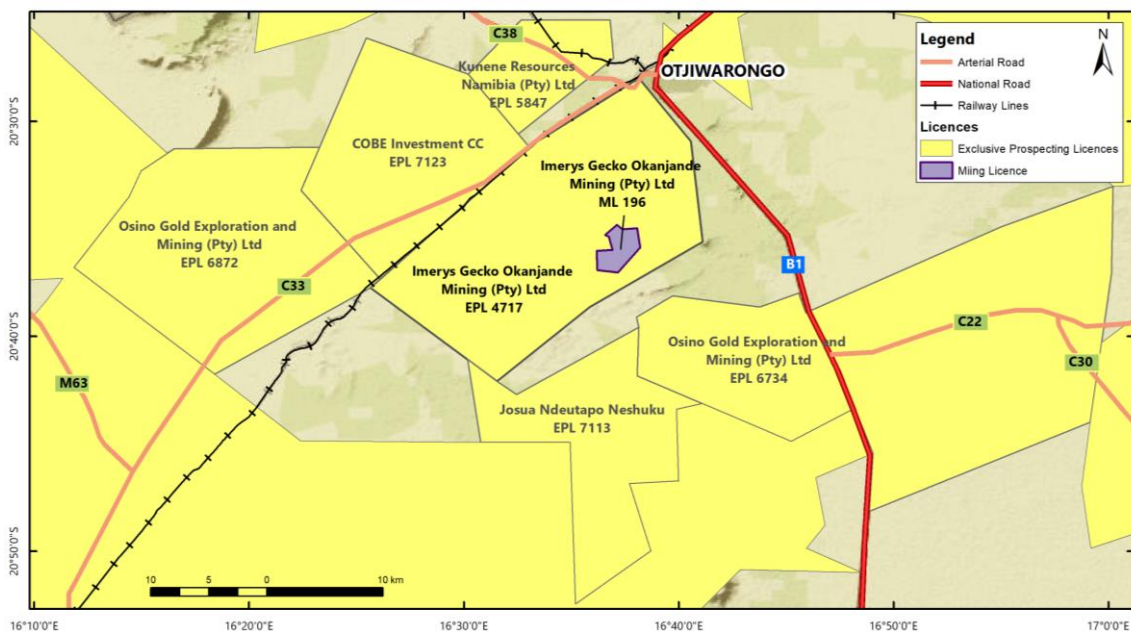 C38
Kunene Resources
Namibia (Pty) Ltd
EPL 5847
OTJIWARONGO
COBE Investment CC
EPL 7123
Imerys Gecko Okanjande
Mining (Pty) Ltd
ML 196
Osino Gold Exploration and
Mining (Pty) Ltd
EPL 6872
Imerys Gecko Okanjande
Mining (Pty) Ltd
EPL 4717
C33
B1
C22
C30
M63
Osino Gold Exploration and
Mining (Pty) Ltd
EPL 6734
Josua Ndeutapo Neshuku
EPL 7113
Legend
N
Arterial Road
National Road
Railway Lines
Licences
Exclusive Prospecting Licences
Miing Licence
20°30'0"S
20°40'0"S
20°50'0"S
10 5 0 10 km
16°10'0"E 16°20'0"E 16°30'0"E 16°40'0"E 16°50'0"E 17°0'0"E